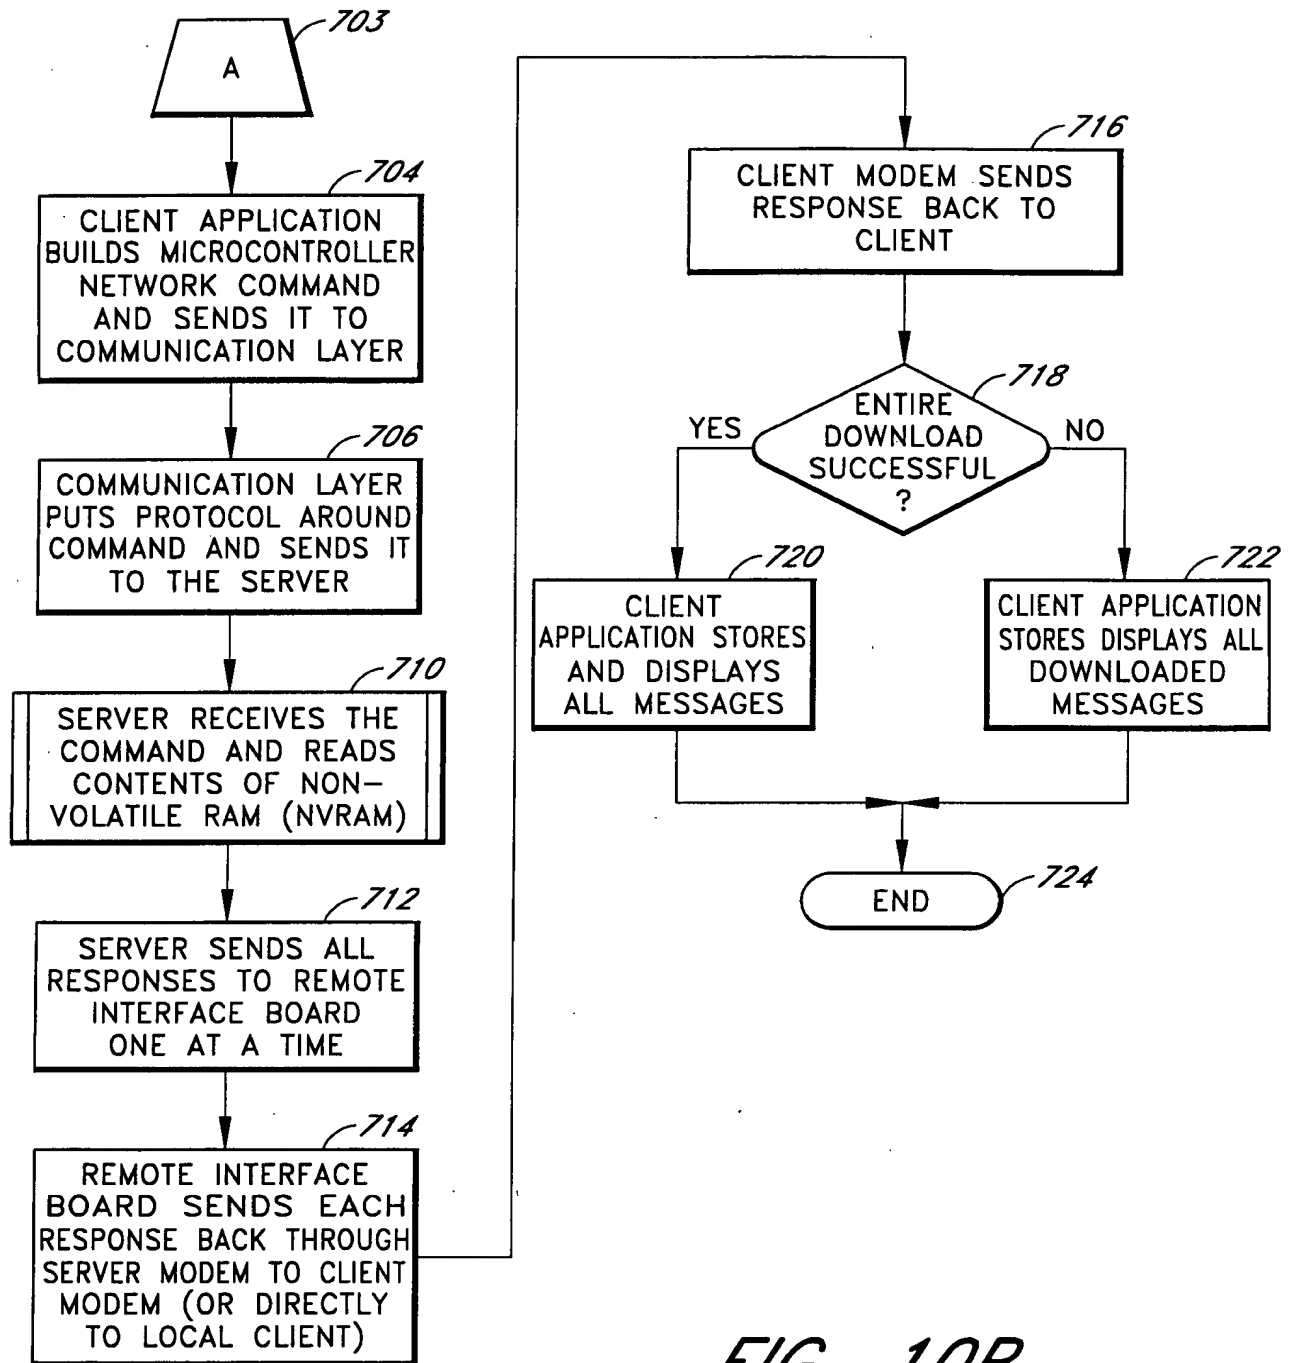 703
A
704
CLIENT APPLICATION
BUILDS MICROCONTROLLER
NETWORK COMMAND
AND SENDS IT TO
COMMUNICATION LAYER
706
COMMUNICATION LAYER
PUTS PROTOCOL AROUND
COMMAND AND SENDS IT
TO THE SERVER
710
SERVER RECEIVES THE
COMMAND AND READS
CONTENTS OF NON-
VOLATILE RAM (NVRAM)
712
SERVER SENDS ALL
RESPONSES TO REMOTE
INTERFACE BOARD
ONE AT A TIME
714
REMOTE INTERFACE
BOARD SENDS EACH
RESPONSE BACK THROUGH
SERVER MODEM TO CLIENT
MODEM (OR DIRECTLY
TO LOCAL CLIENT)
716
CLIENT MODEM SENDS
RESPONSE BACK TO
CLIENT
718
ENTIRE
DOWNLOAD
SUCCESSFUL
?
YES
NO
720
CLIENT
APPLICATION STORES
AND DISPLAYS
ALL MESSAGES
722
CLIENT APPLICATION
STORES DISPLAYS ALL
DOWNLOADED
MESSAGES
END
724
FIG. 10B